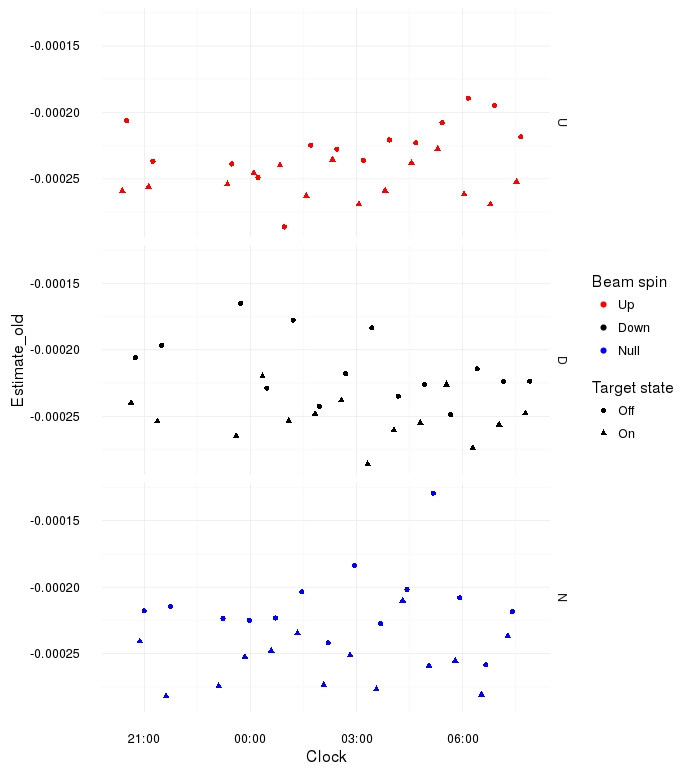 -0.00015
-0.00020
-0.00025
U
-0.00015
-0.00020
-0.00025
D
-0.00015
-0.00020
-0.00025
N
Estimate_old
21:00 00:00 03:00 06:00
Clock
Beam spin
Up
Down
Null
Target state
Off
On